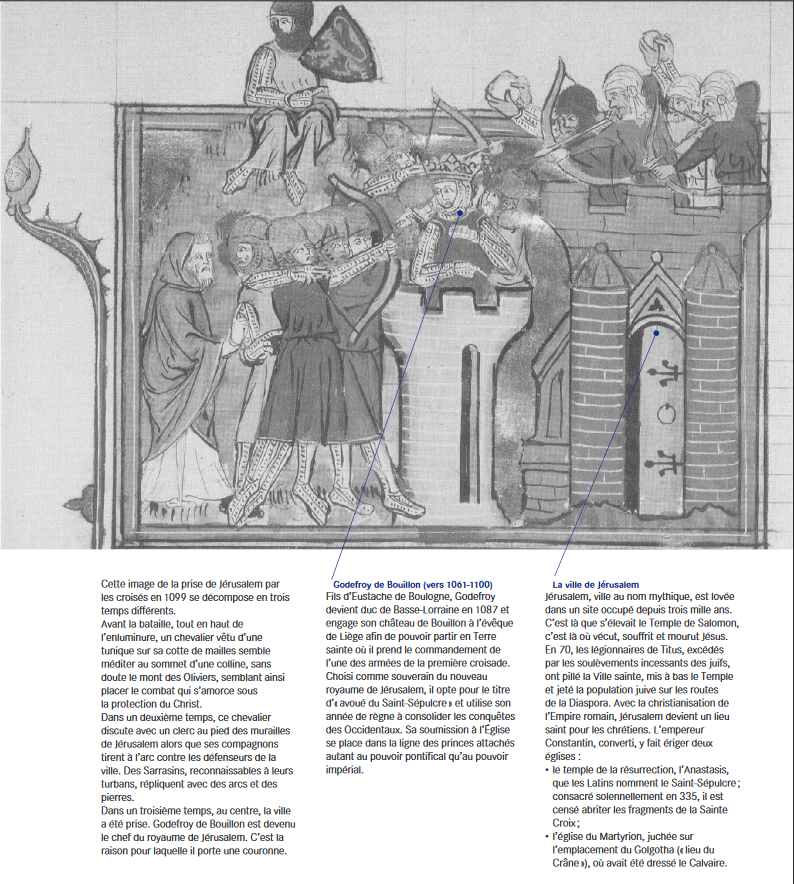 Cette image de la prise de Jérusalem par
les croisés en 1099 se décompose en trois
temps différents.
Avant la bataille, tout en haut de
l'enluminure, un chevalier vêtu d'une
tunique sur sa cotte de mailles semble
méditer au sommet d'une colline, sans
doute le mont des Oliviers, semblant ainsi
placer le combat qui s'amorce sous
la protection du Christ.
Dans un deuxième temps, ce chevalier
discute avec un clerc au pied des murailles
de Jérusalem alors que ses compagnons
tirent à l'arc contre les défenseurs de la
ville. Des Sarrasins, reconnaissables à leurs
turbans, répliquent avec des arcs et des
pierres.
Dans un troisième temps, au centre, la ville
a été prise. Godefroy de Bouillon est devenu
le chef du royaume de Jérusalem. C'est la
raison pour laquelle il porte une couronne.
Godefroy de Bouillon (vers 1061-1100)
Fils d'Eustache de Boulogne, Godefroy
devient duc de Basse-Lorraine en 1087 et
engage son château de Bouillon à l'évêque
de Liège afin de pouvoir partir en Terre
sainte où il prend le commandement de
l'une des armées de la première croisade.
Choisi comme souverain du nouveau
royaume de Jérusalem, il opte pour le titre
d'« avoué du Saint-Sépulcre » et utilise son
année de règne à consolider les conquêtes
des Occidentaux. Sa soumission à l'Église
se place dans la ligne des princes attachés
autant au pouvoir pontifical qu'au pouvoir
impérial.
La ville de Jérusalem
Jérusalem, ville au nom mythique, est lovée
dans un site occupé depuis trois mille ans.
C'est là que s'élevait le Temple de Salomon,
c'est là où vécut, souffrit et mourut Jésus.
En 70, les légionnaires de Titus, excédés
par les soulèvements incessants des juifs,
ont pillé la Ville sainte, mis à bas le Temple
et jeté la population juive sur les routes
de la Diaspora. Avec la christianisation de
l'Empire romain, Jérusalem devient un lieu
saint pour les chrétiens. L'empereur
Constantin, converti, y fait ériger deux
églises :
• le temple de la résurrection, l'Anastasis,
que les Latins nomment le Saint-Sépulcre ;
consacré solennellement en 335, il est
censé abriter les fragments de la Sainte
Croix ;
• l'église du Martyrion, juchée sur
l'emplacement du Golgotha (« lieu du
Crâne »), où avait été dressé le Calvaire.